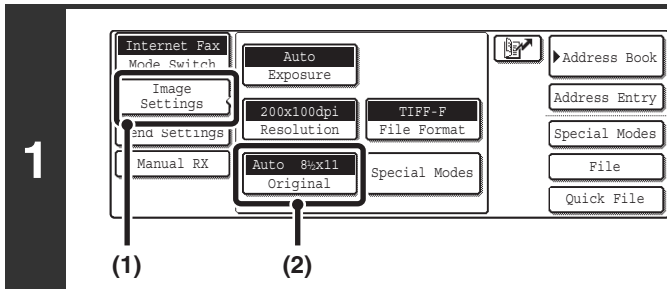 1
Internet Fax
Mode Switch
Image
Settings
Send Settings
Manual RX
Auto
Exposure
200x100dpi
Resolution
TIFF-F
File Format
Auto 8½x11
Original
Special Modes
Address Book
Address Entry
Special Modes
File
Quick File
(1)
(2)